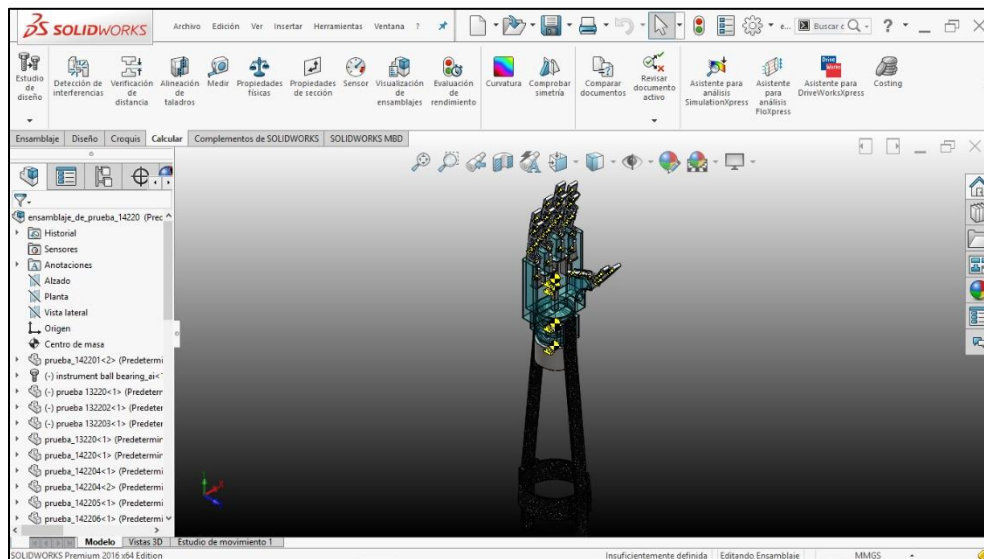 SOLIDWORKS Archivo Edición Ver Insertar Herramientas Ventana ? e... Buscar c ?
Estudio de diseño
Detección de interferencias
Verificación de distancia
Alineación de taladros
Medir
Propiedades físicas
Propiedades de sección
Sensor
Visualización de ensamblajes
Evaluación de rendimiento
Curvatura
Comprobar simetría
Comparar documentos
Revisar documento activo
Asistente para análisis SimulationXpress
Asistente para análisis FloXpress
Asistente para DriveWorksXpress
Costing
Ensamblaje Diseño Croquis Calcular Complementos de SOLIDWORKS SOLIDWORKS MBD
ensamblaje_de_prueba_14220 (Prec
Historial
Sensores
Anotaciones
Alzado
Planta
Vista lateral
Origen
Centro de masa
prueba_142201<2> (Predetermi
(-) instrument ball bearing_ai<
(-) prueba 13220<1> (Predeterr
(-) prueba 132202<1> (Predeter
(-) prueba 132203<1> (Predeter
prueba_13220<1> (Predetermir
prueba_14220<1> (Predetermir
prueba_142204<1> (Predetermi
prueba_142204<2> (Predetermi
prueba_142205<1> (Predetermi
prueba_142206<1> (Predetermi
Modelo Vistas 3D Estudio de movimiento 1
SOLIDWORKS Premium 2016 x64 Edition Insuficientemente definida Editando Ensamblaje MMGS